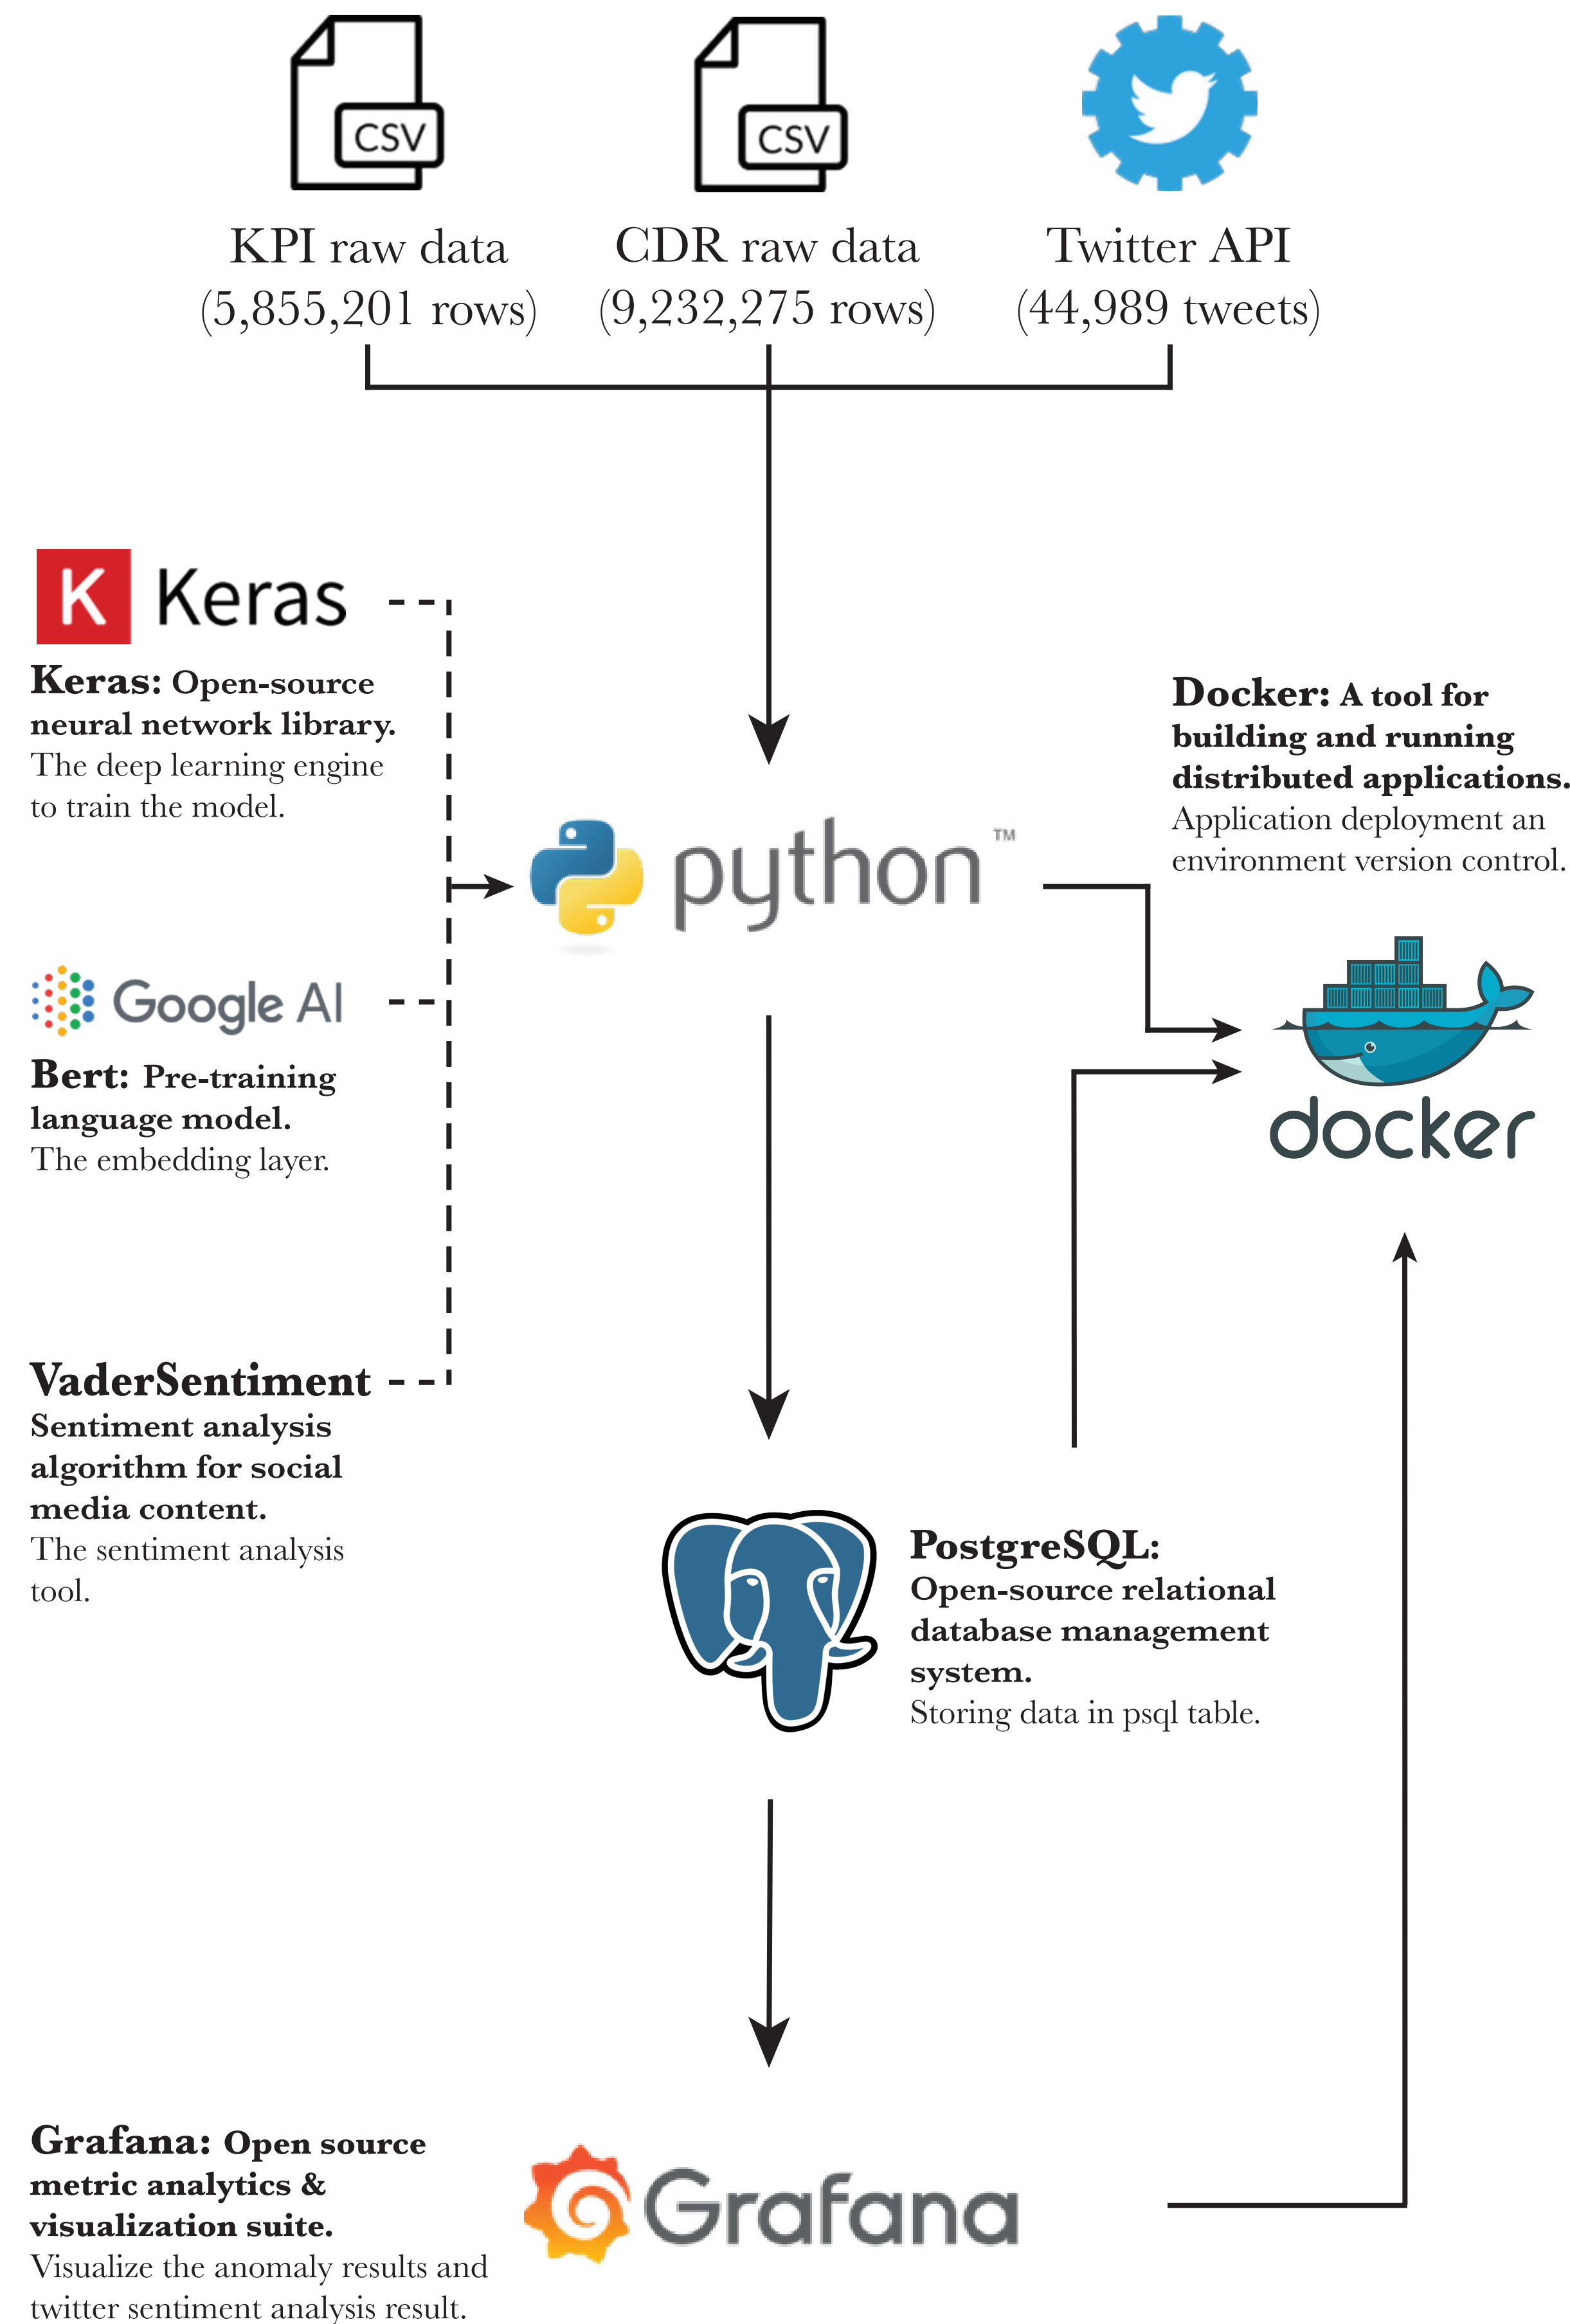 CSV
CSV
KPI raw data
(5,855,201 rows)
CDR raw data
(9,232,275 rows)
Twitter API
(44,989 tweets)
K Keras
Keras: Open-source
neural network library.
The deep learning engine
to train the model.
python TM
Docker: A tool for
building and running
distributed applications.
Application deployment an
environment version control.
docker
Google AI
Bert: Pre-training
language model.
The embedding layer.
VaderSentiment
Sentiment analysis
algorithm for social
media content.
The sentiment analysis
tool.
PostgreSQL:
Open-source relational
database management
system.
Storing data in psql table.
Grafana: Open source
metric analytics &
visualization suite.
Visualize the anomaly results and
twitter sentiment analysis result.
Grafana